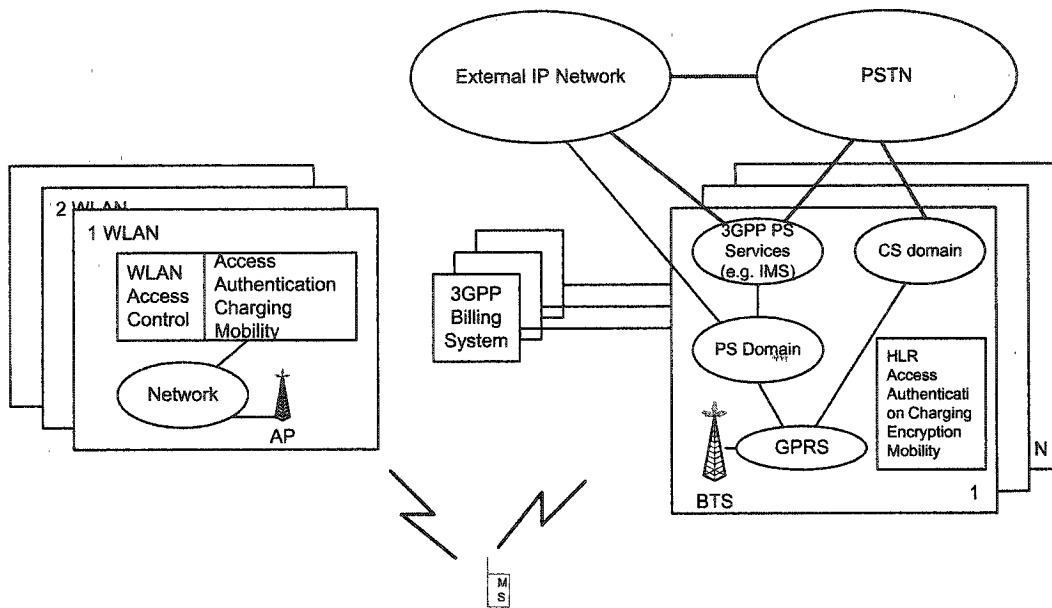 External IP Network
PSTN
2 WLAN
1 WLAN
WLAN
Access
Control
Access
Authentication
Charging
Mobility
Network
AP
3GPP
Billing
System
3GPP PS
Services
(e.g. IMS)
CS domain
PS Domain
HLR
Access
Authenticati
on Charging
Encryption
Mobility
GPRS
BTS
1
N
M
S